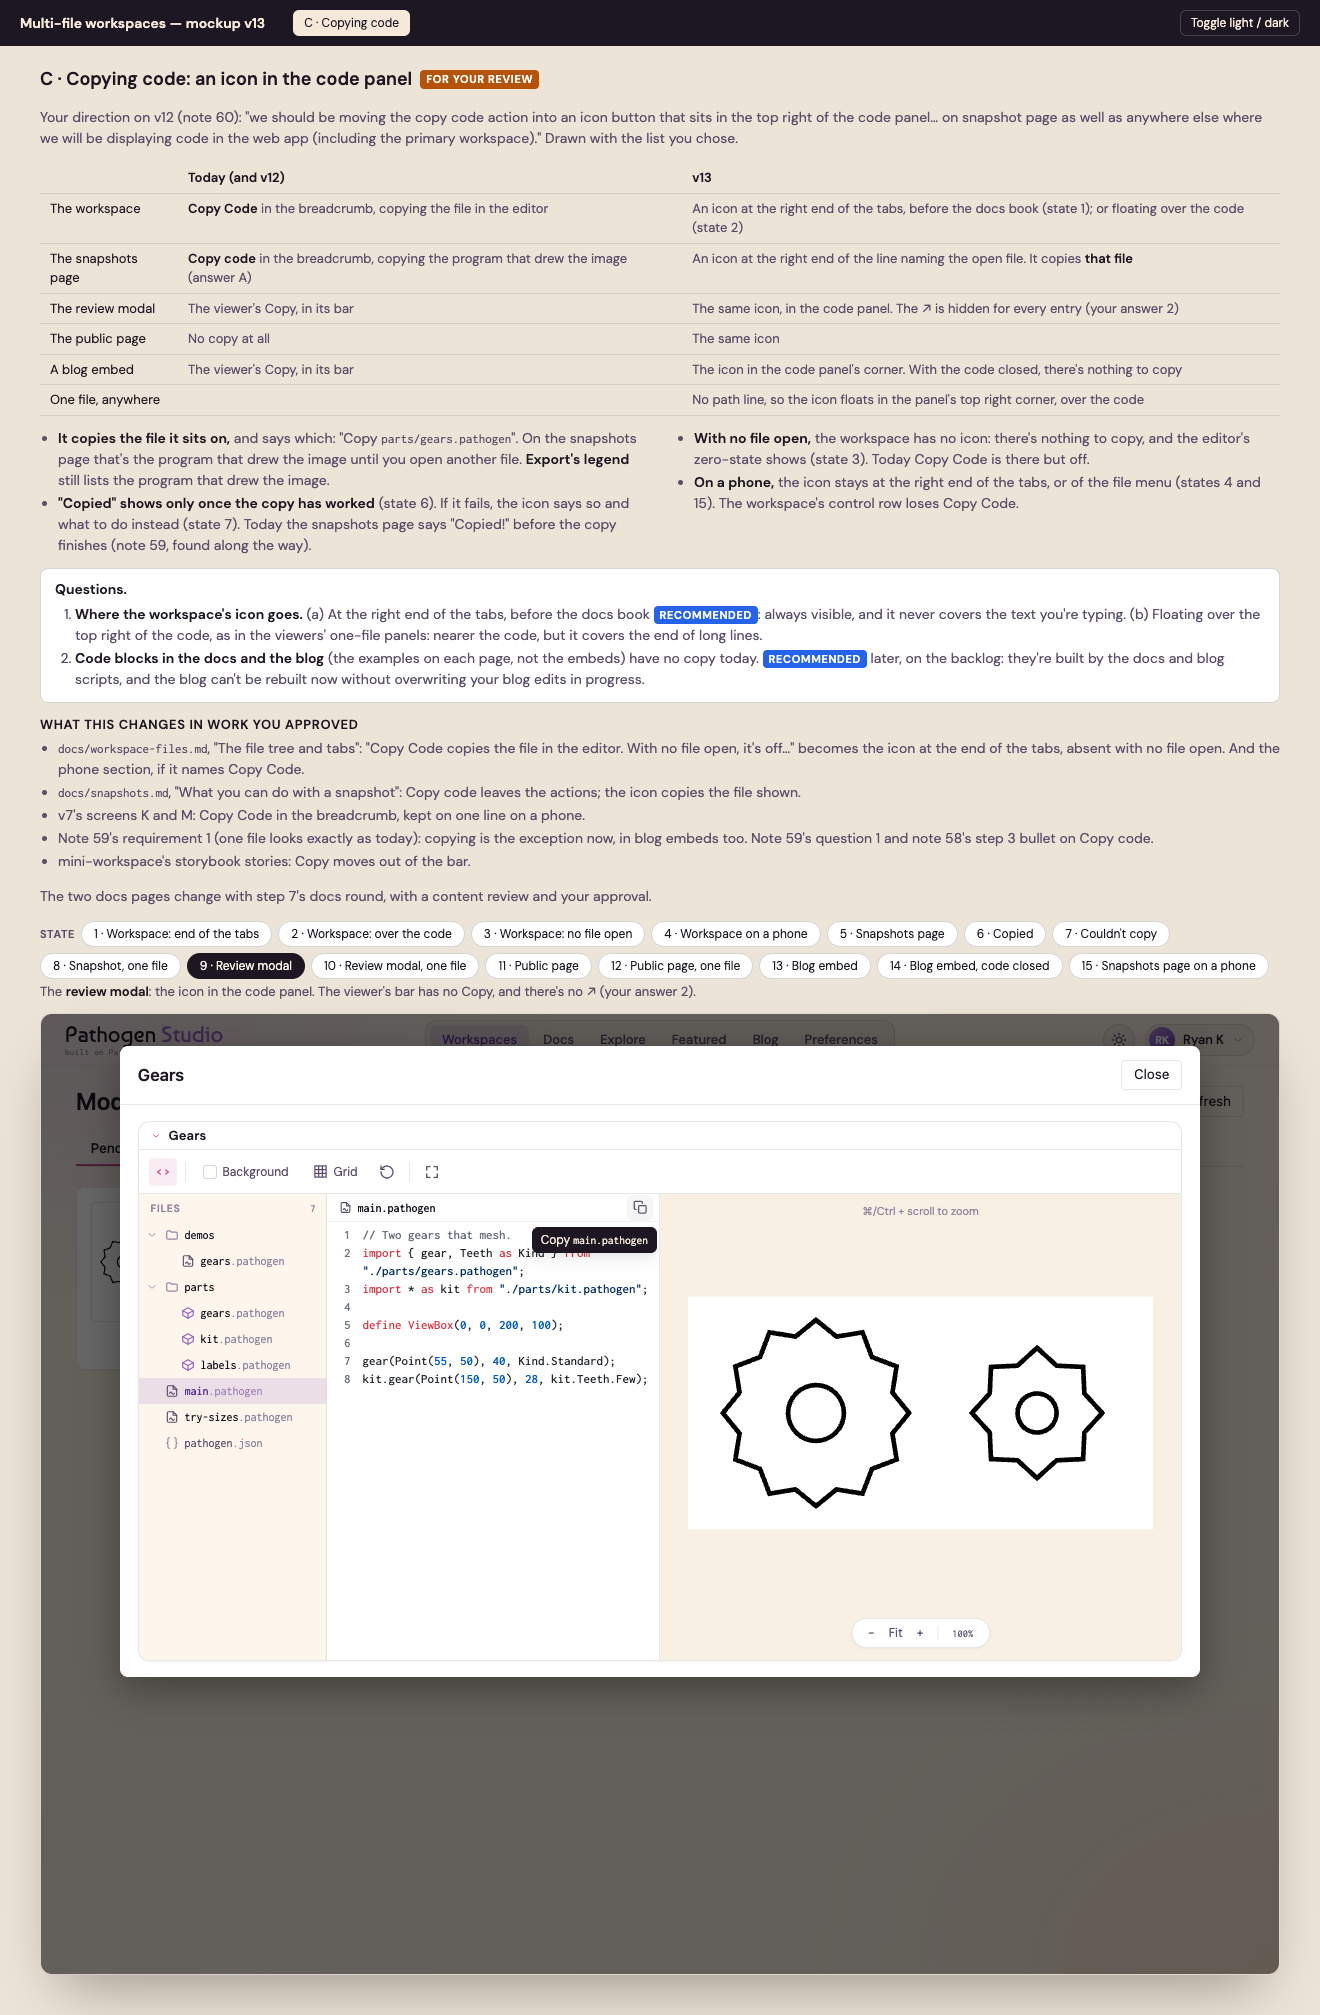 Multi-file workspaces — mockup v13
C · Copying code
Toggle light / dark
C · Copying code: an icon in the code panel FOR YOUR REVIEW
Your direction on v12 (note 60): "we should be moving the copy code action into an icon button that sits in the top right of the code panel... on snapshot page as well as anywhere else where
we will be displaying code in the web app (including the primary workspace)." Drawn with the list you chose.
Today (and v12)
v13
The workspace
Copy Code in the breadcrumb, copying the file in the editor
An icon at the right end of the tabs, before the docs book (state 1); or floating over the code
(state 2)
The snapshots
page
Copy code in the breadcrumb, copying the program that drew the image
(answer A)
An icon at the right end of the line naming the open file. It copies that file
The review modal
The viewer's Copy, in its bar
The same icon, in the code panel. The ↗ is hidden for every entry (your answer 2)
The public page
No copy at all
The same icon
A blog embed
The viewer's Copy, in its bar
The icon in the code panel's corner. With the code closed, there's nothing to copy
One file, anywhere
No path line, so the icon floats in the panel's top right corner, over the code
• It copies the file it sits on, and says which: "Copy parts/gears.pathogen". On the snapshots
page that's the program that drew the image until you open another file. Export's legend
still lists the program that drew the image.
• "Copied" shows only once the copy has worked (state 6). If it fails, the icon says so and
what to do instead (state 7). Today the snapshots page says "Copied!" before the copy
finishes (note 59, found along the way).
• With no file open, the workspace has no icon: there's nothing to copy, and the editor's
zero-state shows (state 3). Today Copy Code is there but off.
• On a phone, the icon stays at the right end of the tabs, or of the file menu (states 4 and
15). The workspace's control row loses Copy Code.
Questions.
1. Where the workspace's icon goes. (a) At the right end of the tabs, before the docs book RECOMMENDED: always visible, and it never covers the text you're typing. (b) Floating over the
top right of the code, as in the viewers' one-file panels: nearer the code, but it covers the end of long lines.
2. Code blocks in the docs and the blog (the examples on each page, not the embeds) have no copy today. RECOMMENDED later, on the backlog: they're built by the docs and blog
scripts, and the blog can't be rebuilt now without overwriting your blog edits in progress.
WHAT THIS CHANGES IN WORK YOU APPROVED
• docs/workspace-files.md, "The file tree and tabs": "Copy Code copies the file in the editor. With no file open, it's off..." becomes the icon at the end of the tabs, absent with no file open. And the
phone section, if it names Copy Code.
• docs/snapshots.md, "What you can do with a snapshot": Copy code leaves the actions; the icon copies the file shown.
• v7's screens K and M: Copy Code in the breadcrumb, kept on one line on a phone.
• Note 59's requirement 1 (one file looks exactly as today): copying is the exception now, in blog embeds too. Note 59's question 1 and note 58's step 3 bullet on Copy code.
• mini-workspace's storybook stories: Copy moves out of the bar.
The two docs pages change with step 7's docs round, with a content review and your approval.
STATE 1 · Workspace: end of the tabs 2 · Workspace: over the code 3 · Workspace: no file open 4 · Workspace on a phone 5 · Snapshots page 6 · Copied 7 · Couldn't copy
8 · Snapshot, one file 9 · Review modal 10 · Review modal, one file 11 · Public page 12 · Public page, one file 13 · Blog embed 14 · Blog embed, code closed 15 · Snapshots page on a phone
The review modal: the icon in the code panel. The viewer's bar has no Copy, and there's no ↗ (your answer 2).
Pathogen Studio
built on Pa
Workspaces Docs Explore Featured Blog Preferences
RK Ryan K
Mod
fresh
Pend
Gears
Close
Gears
<> Background Grid
FILES 7
demos
gears.pathogen
parts
gears.pathogen
kit.pathogen
labels.pathogen
main.pathogen
try-sizes.pathogen
{} pathogen.json
main.pathogen
Copy main.pathogen
1 // Two gears that mesh.
2 import { gear, Teeth as Kind } from
"./parts/gears.pathogen";
3 import * as kit from "./parts/kit.pathogen";
4
5 define ViewBox(0, 0, 200, 100);
6
7 gear(Point(55, 50), 40, Kind.Standard);
8 kit.gear(Point(150, 50), 28, kit.Teeth.Few);
⌘/Ctrl + scroll to zoom
− Fit + 100%